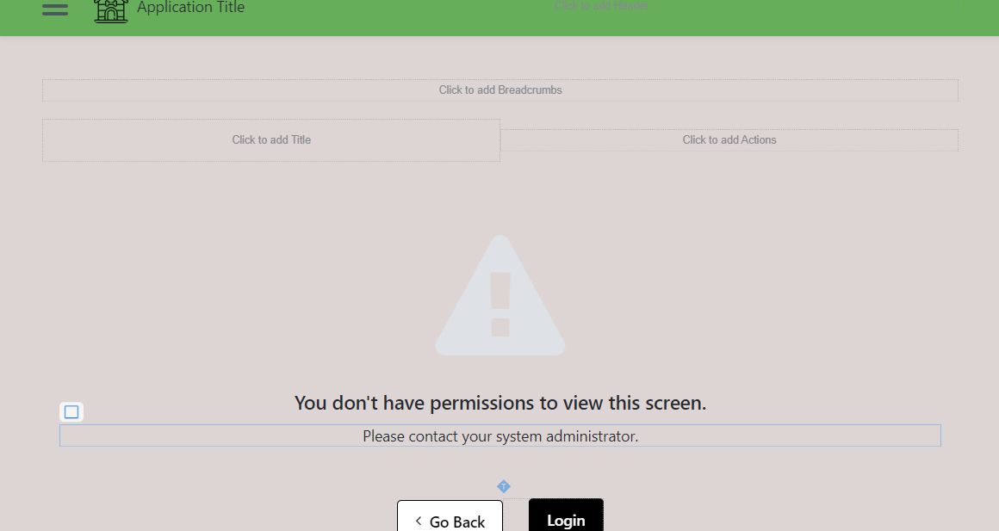 Application Title
Click to add Header
Click to add Breadcrumbs
Click to add Title
Click to add Actions
You don't have permissions to view this screen.
Please contact your system administrator.
T
< Go Back
Login